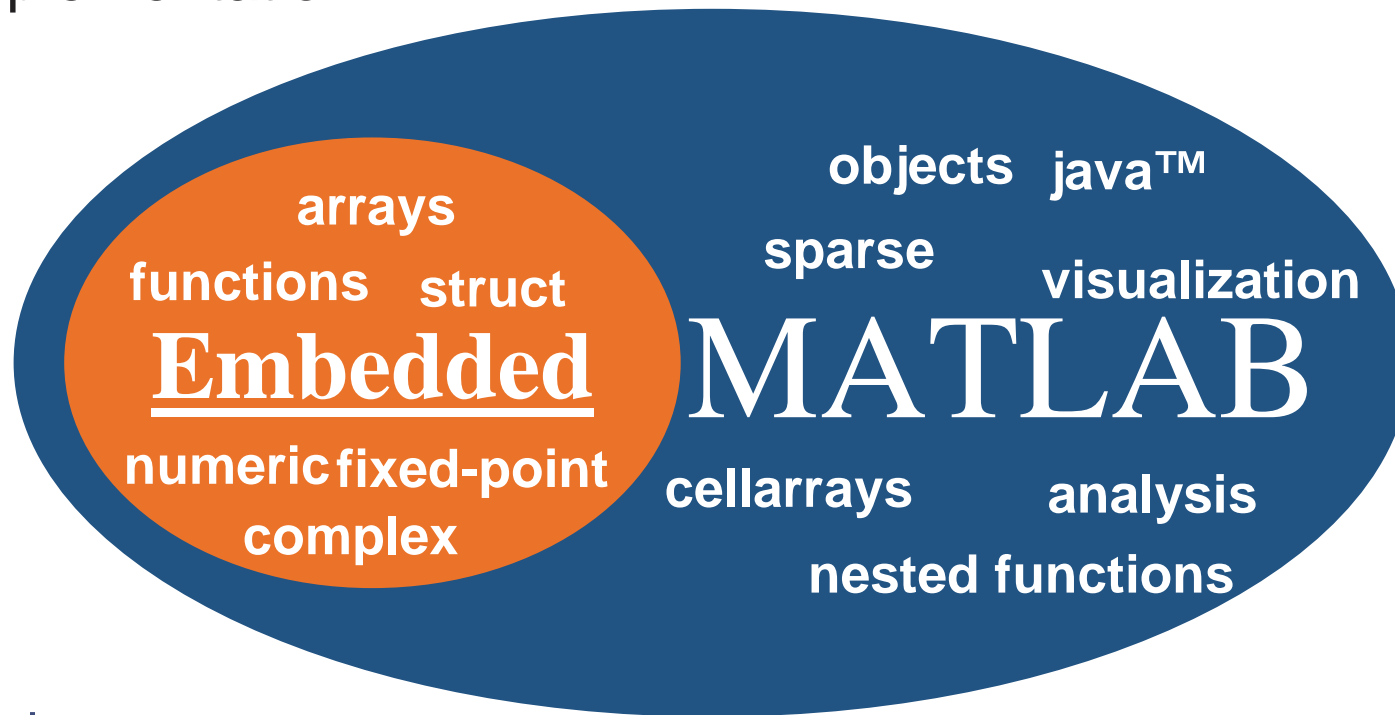 arrays
functions struct
Embedded
numeric fixed-point
complex
objects java™
sparse
visualization
MATLAB
cellarrays analysis
nested functions